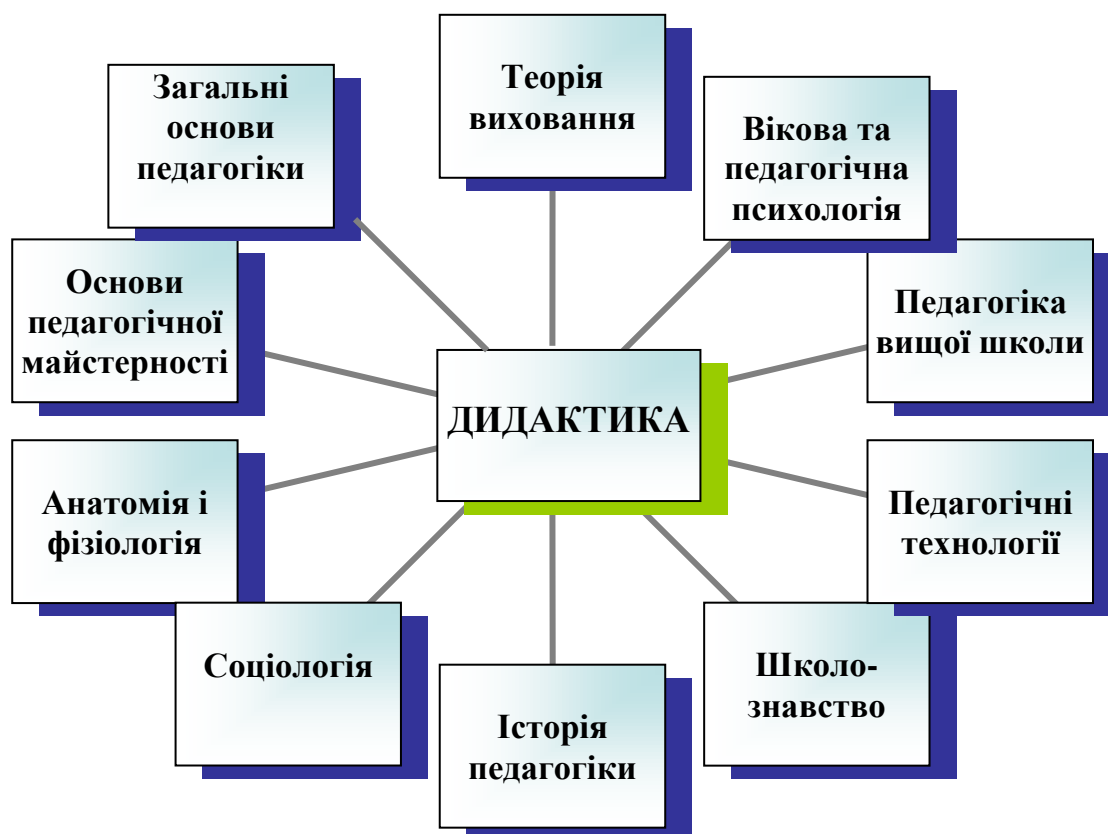 Теорія
виховання
Загальні
основи
педагогіки
Вікова та
педагогічна
психологія
Основи
педагогічної
майстерності
Педагогіка
вищої школи
ДИДАКТИКА
Анатомія і
фізіологія
Педагогічні
технології
Соціологія
Школо-
знавство
Історія
педагогіки